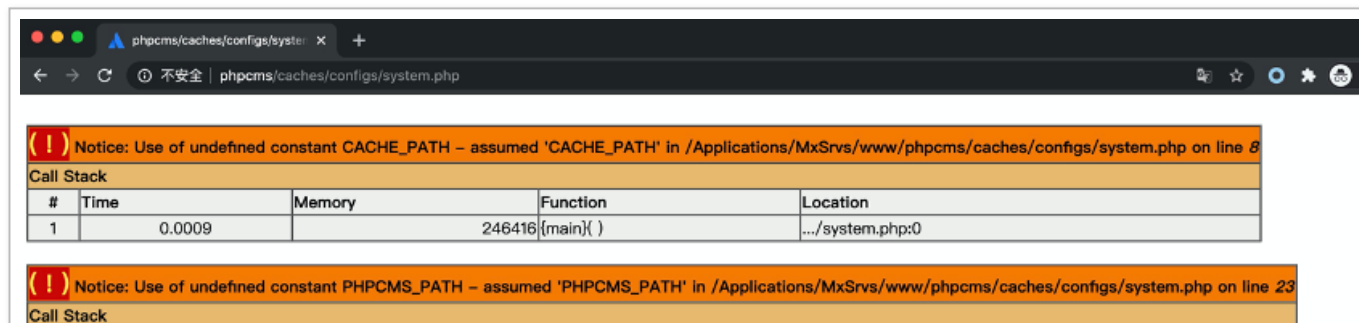 phpcms/caches/configs/system
不安全 | phpcms/caches/configs/system.php
( ! ) Notice: Use of undefined constant CACHE_PATH – assumed 'CACHE_PATH' in /Applications/MxSrvs/www/phpcms/caches/configs/system.php on line 8
Call Stack
# Time Memory Function Location
1 0.0009 246416 {main}( ) .../system.php:0
( ! ) Notice: Use of undefined constant PHPCMS_PATH – assumed 'PHPCMS_PATH' in /Applications/MxSrvs/www/phpcms/caches/configs/system.php on line 23
Call Stack